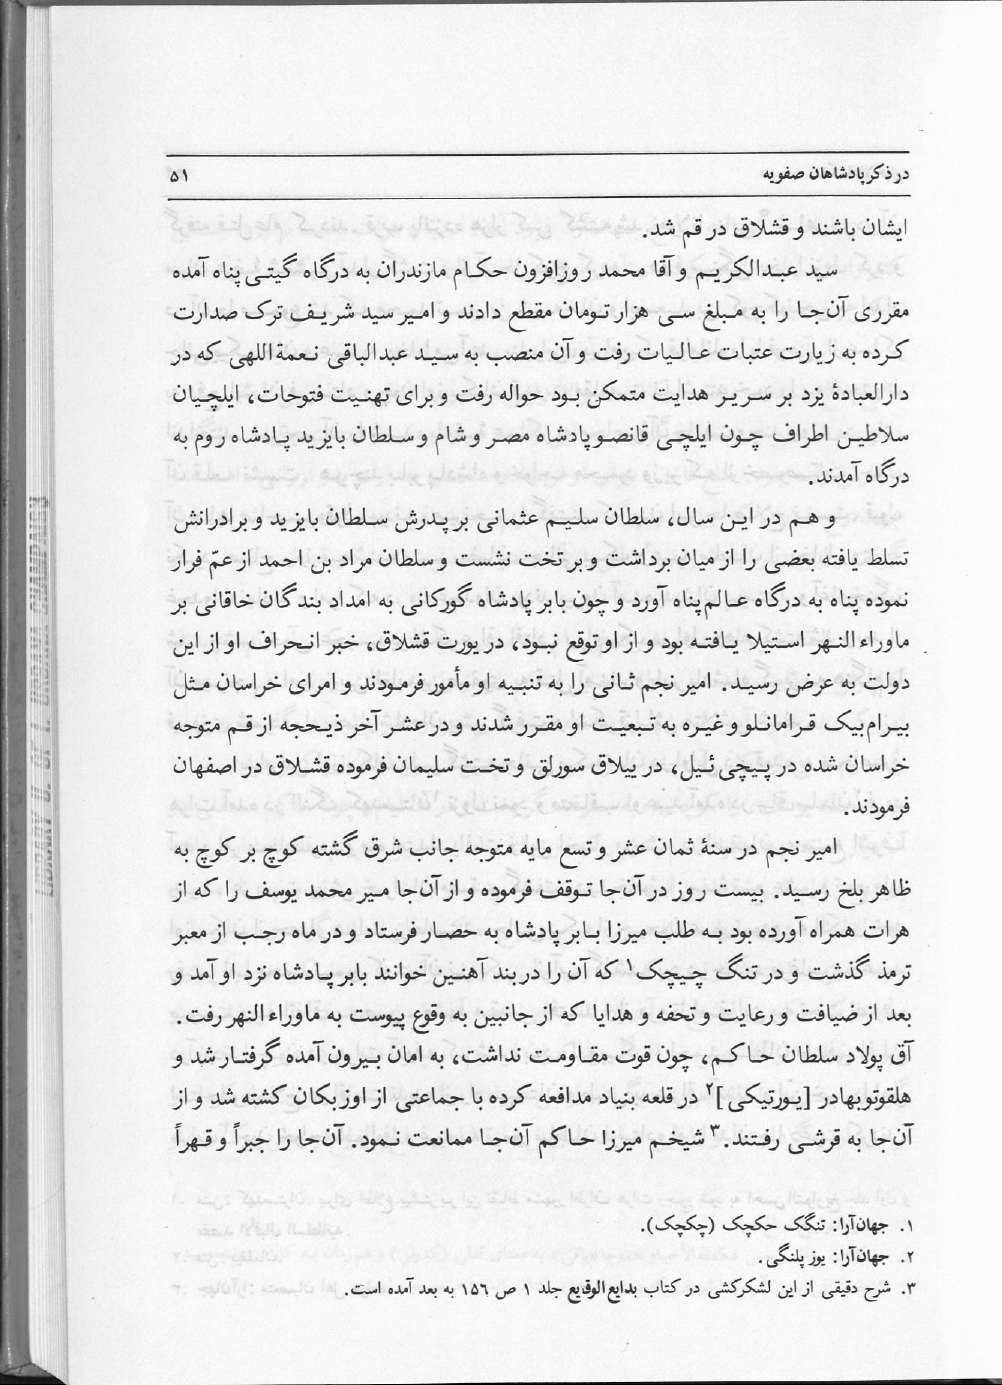 در ذکر پادشاهان صفویه
۵۱
ایشان باشند و قشلاق در قم شد.
سید عبدالکریم و آقا محمد روزافزون حکام مازندران به درگاه گیتی پناه آمده
مقرری آن‌جا را به مبلغ سی هزار تومان مقطع دادند و امیر سید شریف ترک صدارت
کرده به زیارت عتبات عالیات رفت و آن منصب به سید عبدالباقی نعمة‌اللهی که در
دارالعبادهٔ یزد بر سریر هدایت متمکن بود حواله رفت و برای تهنیت فتوحات، ایلچیان
سلاطین اطراف چون ایلچی قانصو پادشاه مصر و شام و سلطان بایزید پادشاه روم به
درگاه آمدند.
و هم در این سال، سلطان سلیم عثمانی بر پدرش سلطان بایزید و برادرانش
تسلط یافته بعضی را از میان برداشت و بر تخت نشست و سلطان مراد بن احمد از عمّ فرار
نموده پناه به درگاه عالم‌پناه آورد و چون بابر پادشاه گورکانی به امداد بندگان خاقانی بر
ماوراءالنهر استیلا یافته بود و از او توقع نبود، در یورت قشلاق، خبر انحراف او از این
دولت به عرض رسید. امیر نجم ثانی را به تنبیه او مأمور فرمودند و امرای خراسان مثل
بیرام‌بیک قرامانلو و غیره به تبعیت او مقرر شدند و در عشر آخر ذیحجه از قم متوجه
خراسان شده در پیچی ئیل، در ییلاق سورلق و تخت سلیمان فرموده قشلاق در اصفهان
فرمودند.
امیر نجم در سنهٔ ثمان عشر و تسع مایه متوجه جانب شرق گشته کوچ بر کوچ به
ظاهر بلخ رسید. بیست روز در آن‌جا توقف فرموده و از آن‌جا میر محمد یوسف را که از
هرات همراه آورده بود به طلب میرزا بابر پادشاه به حصار فرستاد و در ماه رجب از معبر
ترمذ گذشت و در تنگ چیچک۱ که آن را دربند آهنین خوانند بابر پادشاه نزد او آمد و
بعد از ضیافت و رعایت و تحفه و هدایا که از جانبین به وقوع پیوست به ماوراءالنهر رفت.
آق پولاد سلطان حاکم، چون قوت مقاومت نداشت، به امان بیرون آمده گرفتار شد و
هلقوتوبهادر [یورتیکی]۲ در قلعه بنیاد مدافعه کرده با جماعتی از اوزبکان کشته شد و از
آن‌جا به قرشی رفتند.۳ شیخم میرزا حاکم آن‌جا ممانعت نمود. آن‌جا را جبراً و قهراً
۱. جهان‌آرا: تنگک حکچک (چکچک).
۲. جهان‌آرا: یوز پلنگی.
۳. شرح دقیقی از این لشکرکشی در کتاب بدایع الوقایع جلد ۱ ص ۱۵۶ به بعد آمده است.